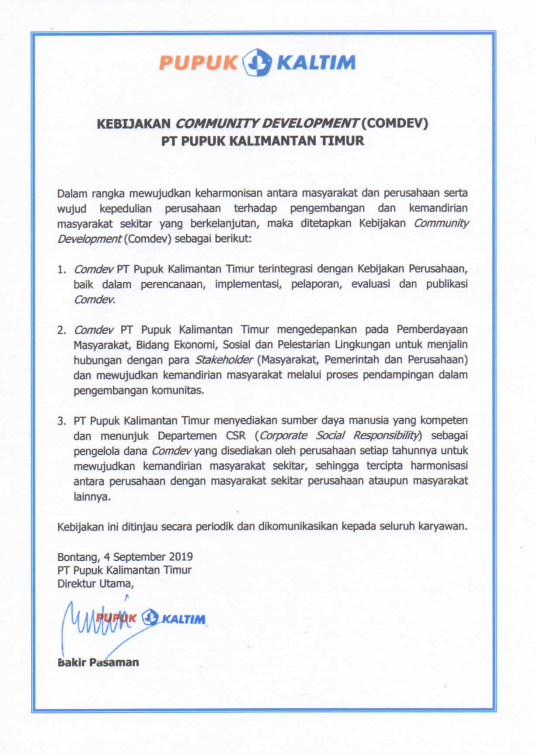 PUPUK KALTIM
KEBIJAKAN COMMUNITY DEVELOPMENT (COMDEV)
PT PUPUK KALIMANTAN TIMUR
Dalam rangka mewujudkan keharmonisan antara masyarakat dan perusahaan serta
wujud kepedulian perusahaan terhadap pengembangan dan kemandirian
masyarakat sekitar yang berkelanjutan, maka ditetapkan Kebijakan Community
Development (Comdev) sebagai berikut:
1. Comdev PT Pupuk Kalimantan Timur terintegrasi dengan Kebijakan Perusahaan,
baik dalam perencanaan, implementasi, pelaporan, evaluasi dan publikasi
Comdev.
2. Comdev PT Pupuk Kalimantan Timur mengedepankan pada Pemberdayaan
Masyarakat, Bidang Ekonomi, Sosial dan Pelestarian Lingkungan untuk menjalin
hubungan dengan para Stakeholder (Masyarakat, Pemerintah dan Perusahaan)
dan mewujudkan kemandirian masyarakat melalui proses pendampingan dalam
pengembangan komunitas.
3. PT Pupuk Kalimantan Timur menyediakan sumber daya manusia yang kompeten
dan menunjuk Departemen CSR (Corporate Social Responsibility) sebagai
pengelola dana Comdev yang disediakan oleh perusahaan setiap tahunnya untuk
mewujudkan kemandirian masyarakat sekitar, sehingga tercipta harmonisasi
antara perusahaan dengan masyarakat sekitar perusahaan ataupun masyarakat
lainnya.
Kebijakan ini ditinjau secara periodik dan dikomunikasikan kepada seluruh karyawan.
Bontang, 4 September 2019
PT Pupuk Kalimantan Timur
Direktur Utama,
PUPUK KALTIM
Bakir Pasaman